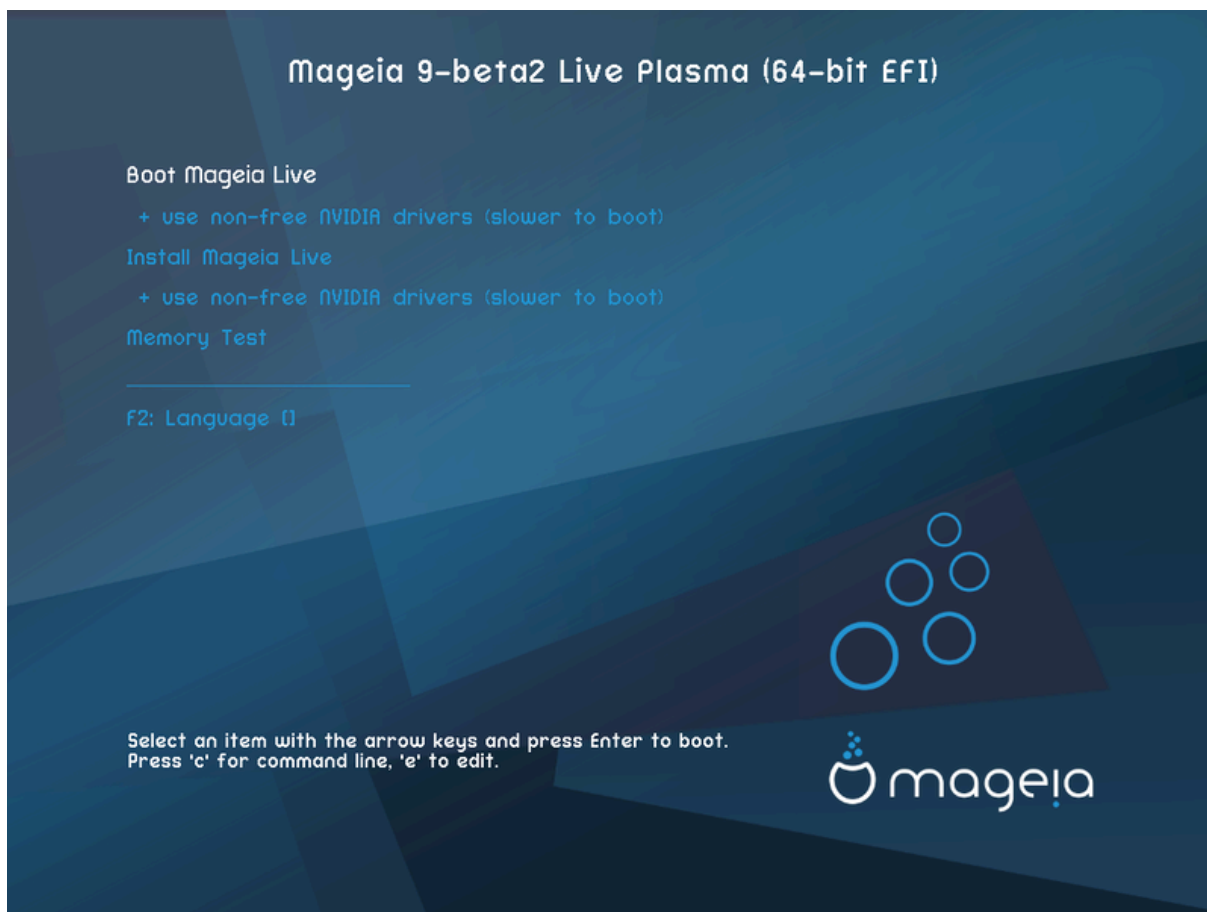 Mageia 9-beta2 Live Plasma (64-bit EFI)
Boot Mageia Live
+ use non-free NVIDIA drivers (slower to boot)
Install Mageia Live
+ use non-free NVIDIA drivers (slower to boot)
Memory Test
F2: Language []
Select an item with the arrow keys and press Enter to boot.
Press 'c' for command line, 'e' to edit.
mageia